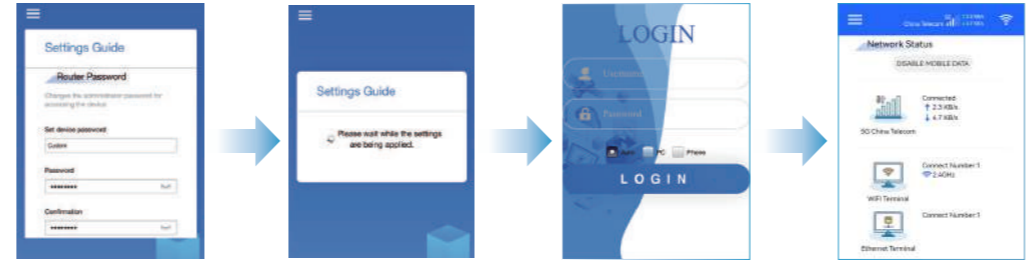 Settings Guide
Router Password
Changes the administrator password for
accessing the device.
Set device password
Custom
Password
Confirmation
Settings Guide
Please wait while the settings
are being applied.
LOGIN
Username
Password
Auto PC Phone
LOGIN
China Telecom
Network Status
DISABLE MOBILE DATA
Connected
↑ 2.3 KB/s
↓ 4.7 KB/s
5G China Telecom
Connect Number:1
2.4GHz
WIFI Terminal
Connect Number:1
Ethernet Terminal